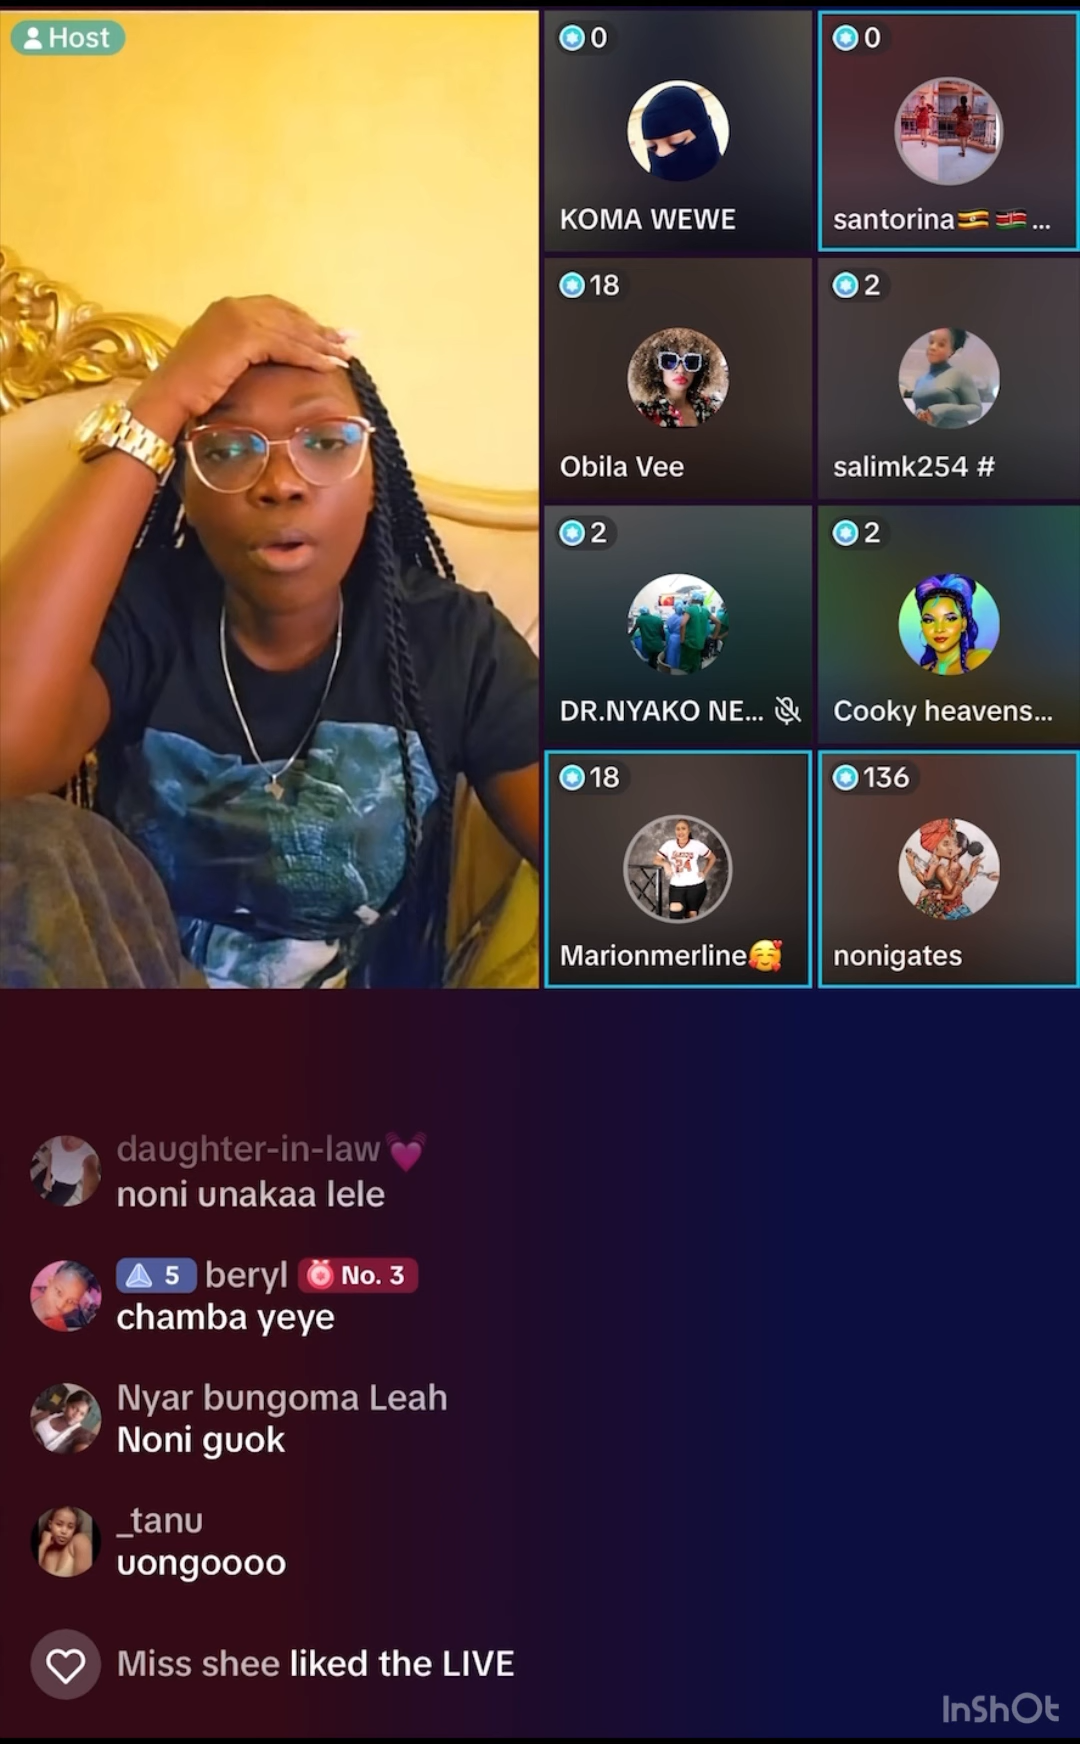 Host
0
KOMA WEWE
0
santorina🇺🇬🇰🇪...
18
Obila Vee
2
salimk254 #
2
DR.NYAKO NE...
2
Cooky heavens...
18
Marionmerline🥰
136
nonigates
daughter-in-law💓
noni unakaa lele
5 beryl No. 3
chamba yeye
Nyar bungoma Leah
Noni guok
_tanu
uongoooo
Miss shee liked the LIVE
InShOt